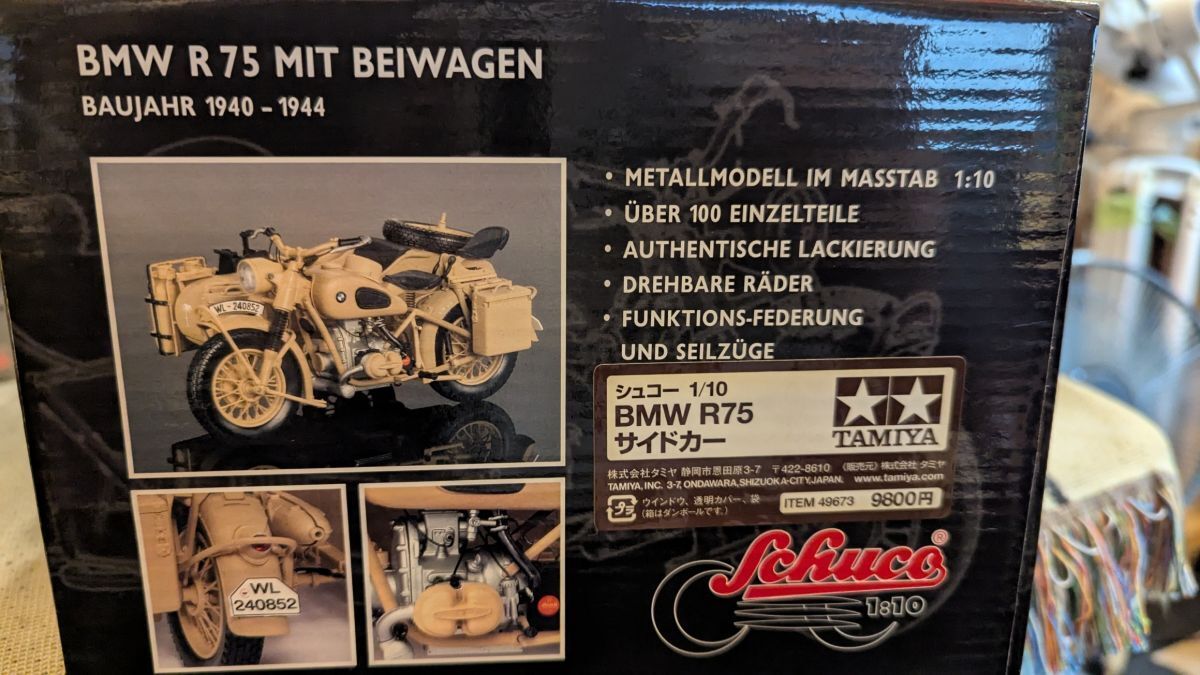 BMW R 75 MIT BEIWAGEN
BAUJAHR 1940 – 1944
• METALLMODELL IM MASSTAB 1:10
• ÜBER 100 EINZELTEILE
• AUTHENTISCHE LACKIERUNG
• DREHBARE RÄDER
• FUNKTIONS-FEDERUNG
UND SEILZÜGE
WL-240852
シュコー 1/10
BMW R75
サイドカー
TAMIYA
株式会社タミヤ 静岡市恩田原3-7 〒422-8610 《販売元》株式会社 タミヤ
TAMIYA, INC. 3-7, ONDAWARA, SHIZUOKA-CITY, JAPAN. www.tamiya.com
プラ
ウインドウ、透明カバー、袋
(箱はダンボールです。)
ITEM 49673 9800円
WL
240852
Schuco®
1:10